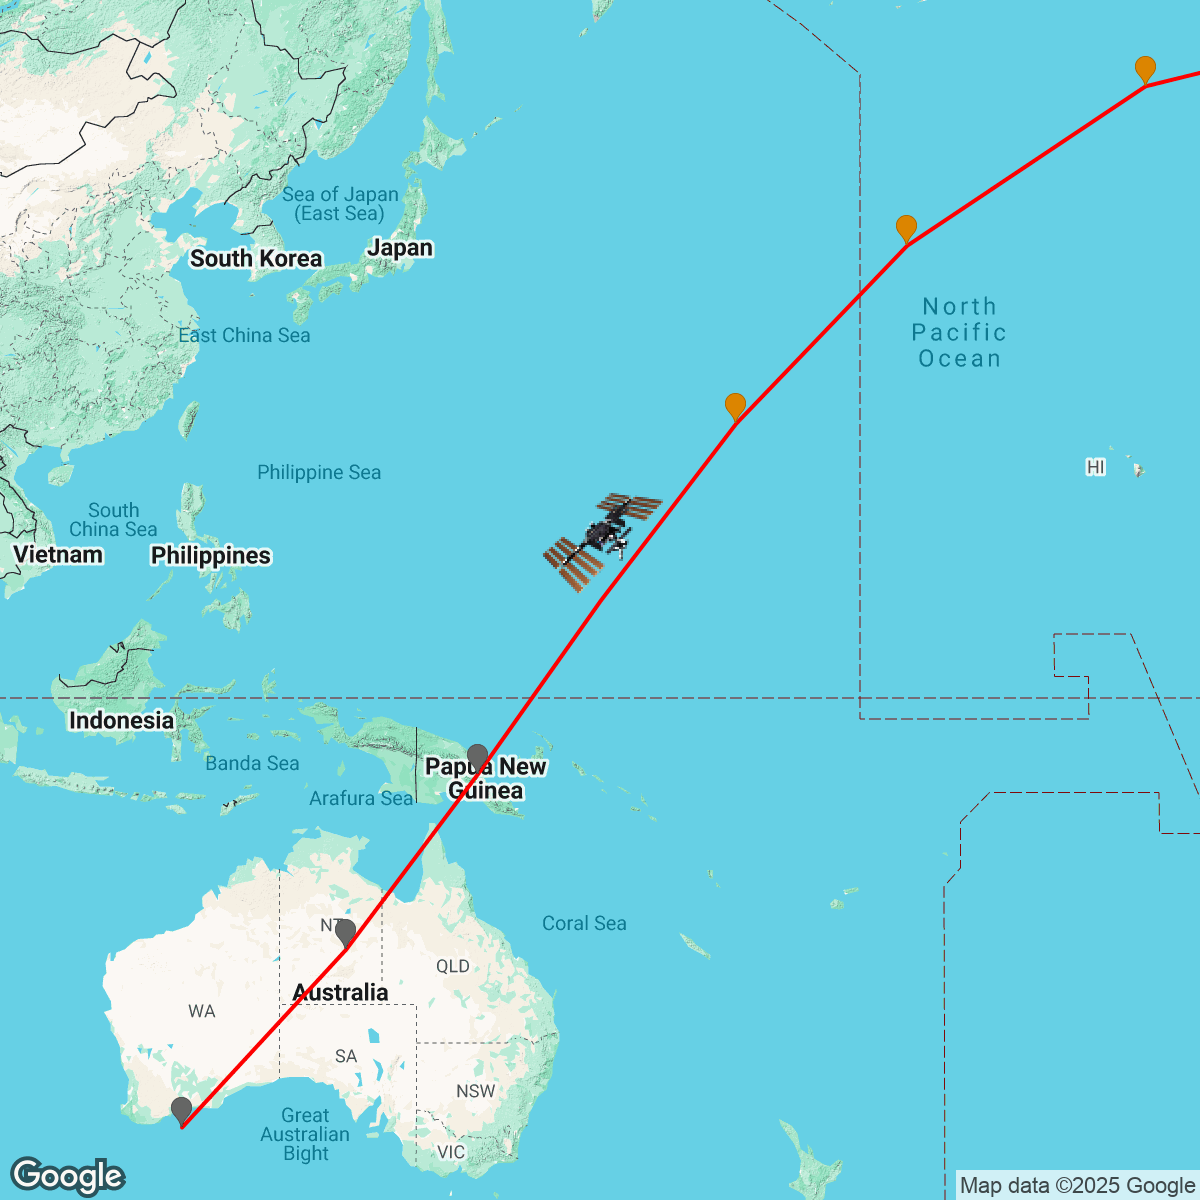 Sea of Japan
(East Sea)
Japan
South Korea
East China Sea
North
Pacific
Ocean
HI
Philippine Sea
South
China Sea
Vietnam
Philippines
Indonesia
Banda Sea
Papua New
Guinea
Arafura Sea
Coral Sea
NT
QLD
Australia
WA
SA
NSW
Great
Australian
Bight
VIC
Google
Map data ©2025 Google